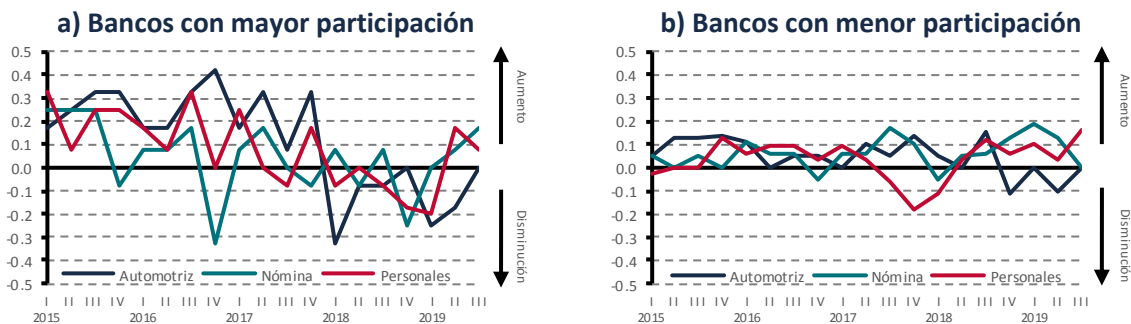 a) Bancos con mayor participación
0.5
0.4
0.3
0.2
0.1
0.0
-0.1
-0.2
-0.3
-0.4
-0.5
Aumento
Disminución
Automotriz Nómina Personales
I II III IV I II III IV I II III IV I II III IV I II III
2015 2016 2017 2018 2019
b) Bancos con menor participación
0.5
0.4
0.3
0.2
0.1
0.0
-0.1
-0.2
-0.3
-0.4
-0.5
Aumento
Disminución
Automotriz Nómina Personales
I II III IV I II III IV I II III IV I II III IV I II III
2015 2016 2017 2018 2019